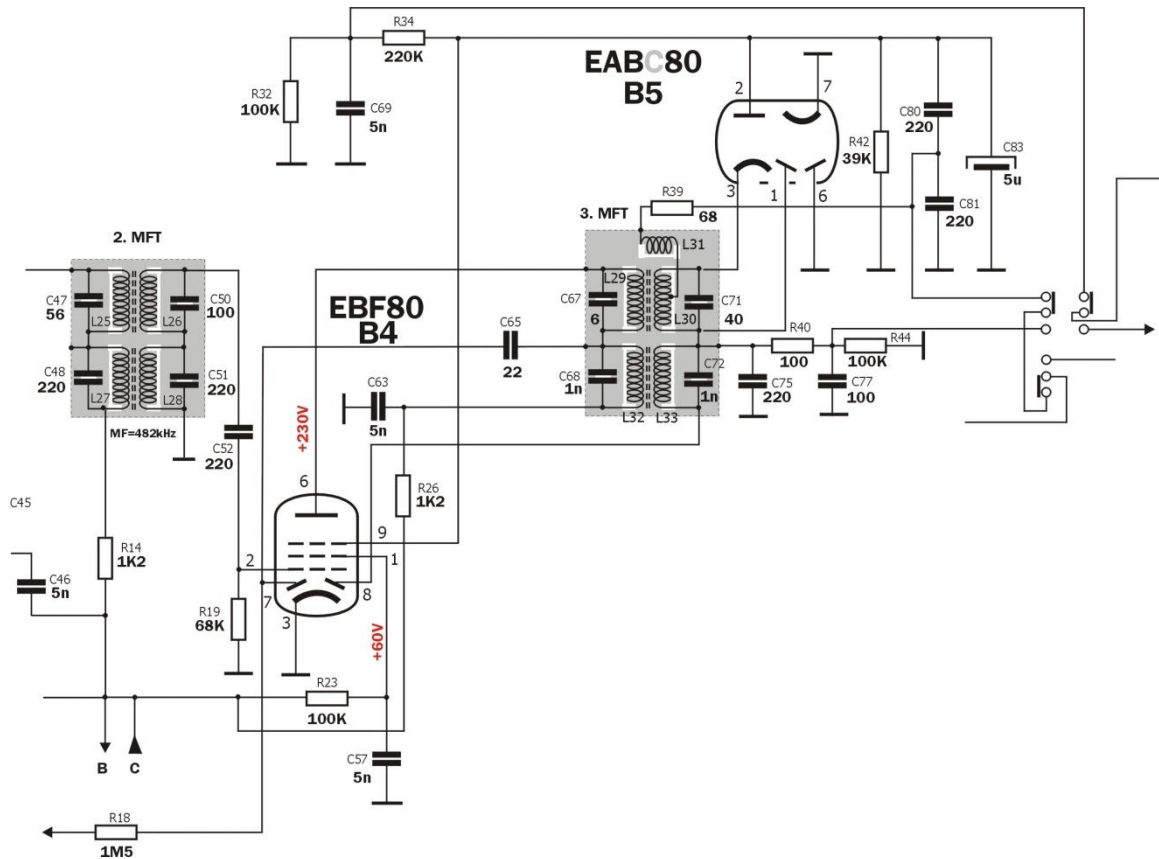 R34
220K
EABC80
B5
R32
100K
C69
5n
2
7
C80
220
R42
39K
C83
5u
3
1
6
R39
68
C81
220
3. MFT
2. MFT
L31
L29
C47
56
C50
100
L25
L26
EBF80
B4
C67
6
C71
40
L30
C65
22
R40
100
R44
100K
C48
220
C51
220
L27
L28
C63
5n
C68
1n
C72
1n
C75
220
C77
100
L32
L33
MF=482kHz
C52
220
+230V
6
R26
1K2
C45
R14
1K2
9
1
2
C46
5n
7
8
R19
68K
3
+60V
R23
100K
B
C
C57
5n
R18
1M5